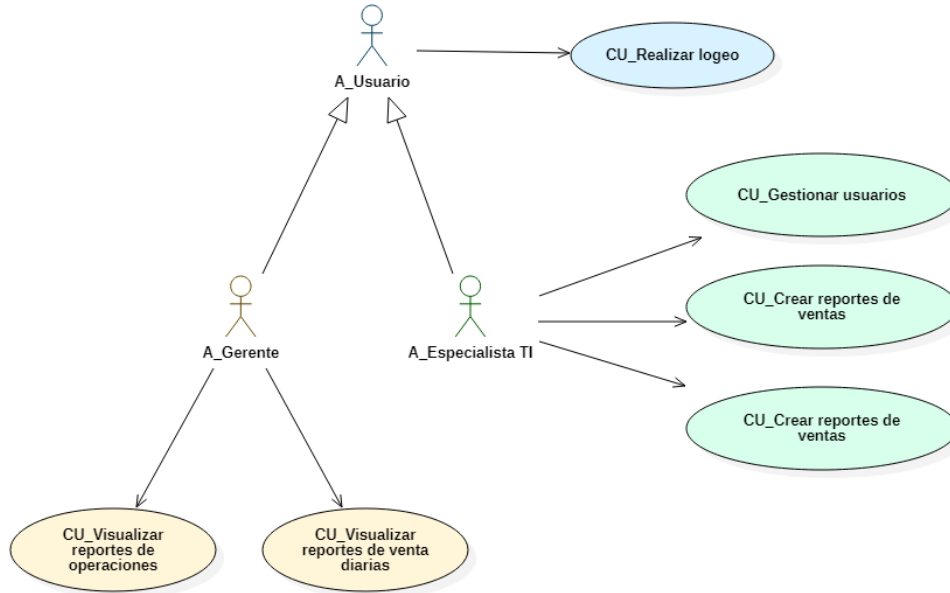 CU_Realizar logeo
A_Usuario
CU_Gestionar usuarios
CU_Crear reportes de
ventas
A_Gerente
A_Especialista TI
CU_Crear reportes de
ventas
CU_Visualizar
reportes de
operaciones
CU_Visualizar
reportes de venta
diarias